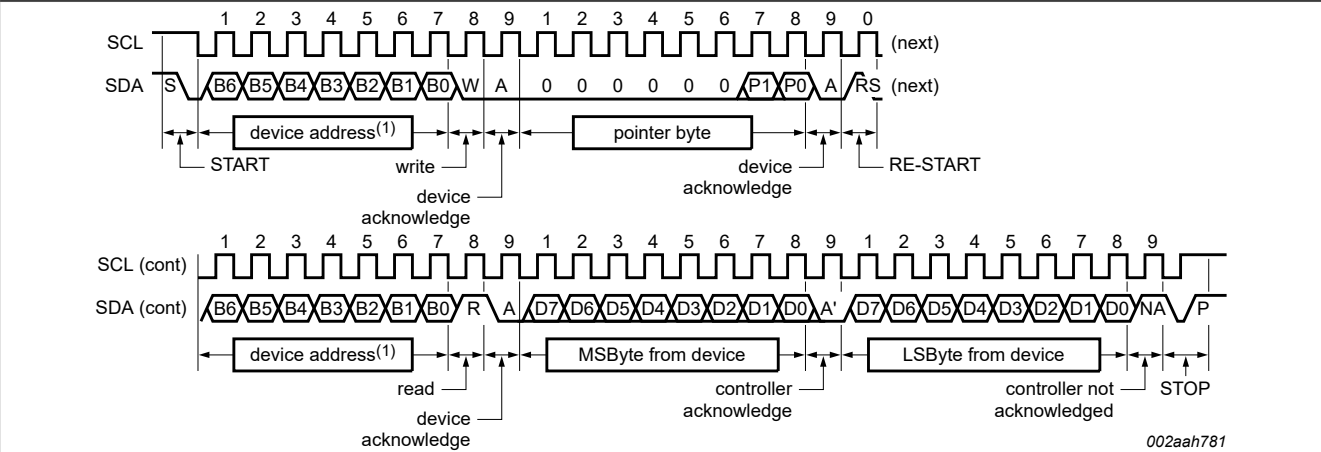 1 2 3 4 5 6 7 8 9 1 2 3 4 5 6 7 8 9 0
SCL (next)
SDA S B6 B5 B4 B3 B2 B1 B0 W A 0 0 0 0 0 0 P1 P0 A RS (next)
device address(1) pointer byte
START write device RE-START
acknowledge
device
acknowledge
1 2 3 4 5 6 7 8 9 1 2 3 4 5 6 7 8 9 1 2 3 4 5 6 7 8 9
SCL (cont)
SDA (cont) B6 B5 B4 B3 B2 B1 B0 R A D7 D6 D5 D4 D3 D2 D1 D0 A' D7 D6 D5 D4 D3 D2 D1 D0 NA P
device address(1) MSByte from device LSByte from device
read controller controller not STOP
acknowledge acknowledged
device
acknowledge
002aah781